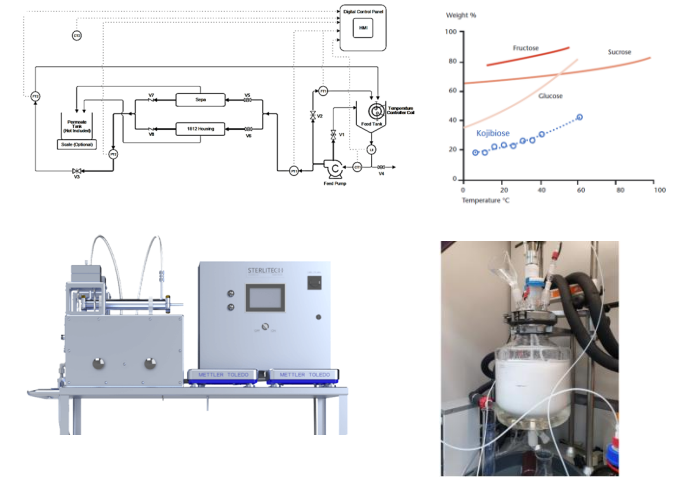 Digital Control Panel
HMI
V7
Sepa
V5
V2
Temperature
Controller Coil
Feed Tank
Permeate
Tank
(Not Included)
Scale (Optional)
V8
1812 Housing
V6
V1
V3
Feed Pump
V4
Weight %
100
80
60
40
20
0
Fructose
Sucrose
Glucose
Kojibiose
0
20
40
60
80
100
Temperature °C
STERLITECH
METTLER TOLEDO
METTLER TOLEDO